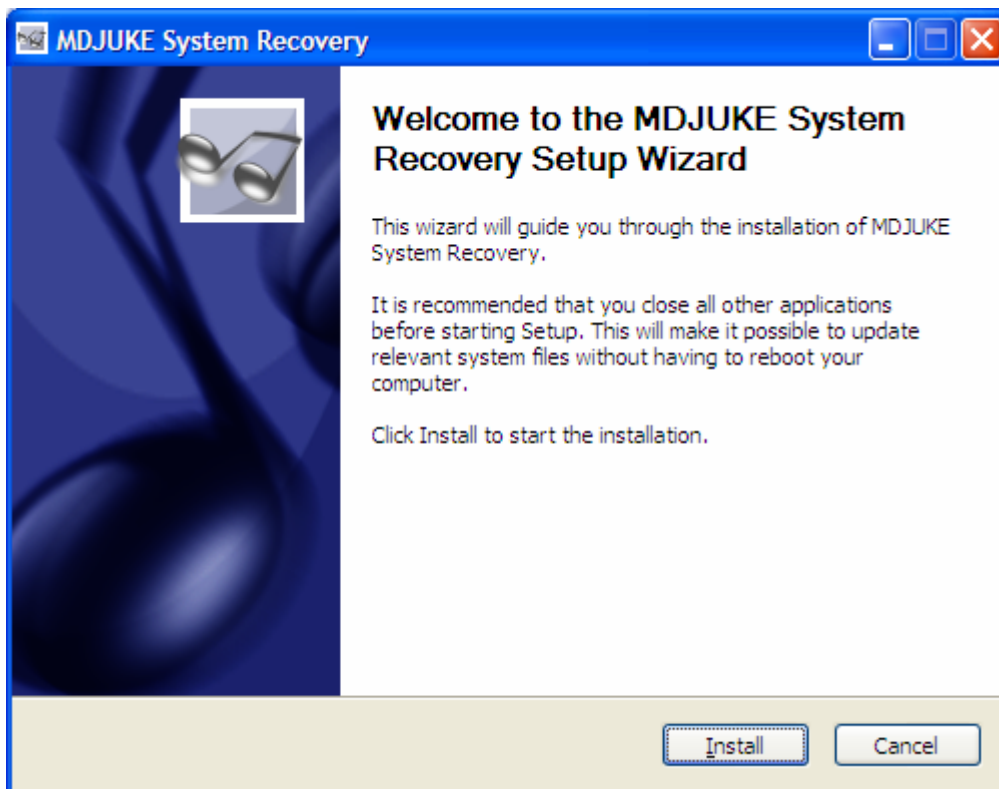 MDJUKE System Recovery
Welcome to the MDJUKE System
Recovery Setup Wizard
This wizard will guide you through the installation of MDJUKE
System Recovery.
It is recommended that you close all other applications
before starting Setup. This will make it possible to update
relevant system files without having to reboot your
computer.
Click Install to start the installation.
Install
Cancel